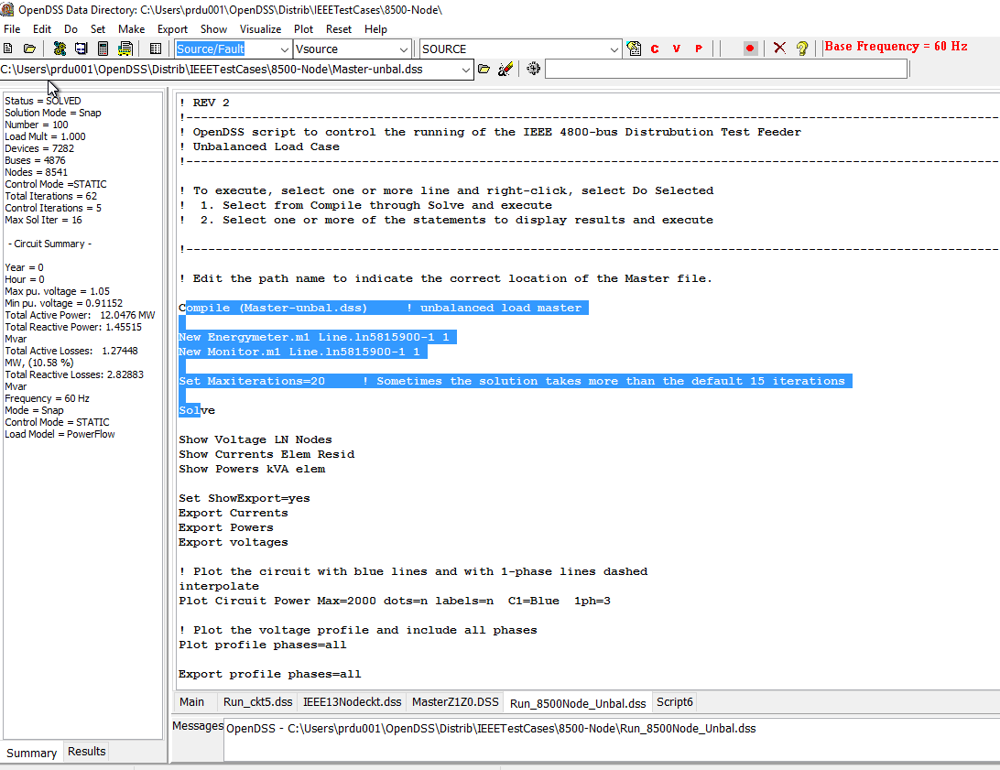 OpenDSS Data Directory: C:\Users\prdu001\OpenDSS\Distrib\IEEETestCases\8500-Node\
File Edit Do Set Make Export Show Visualize Plot Reset Help
Source/Fault Vsource SOURCE C V P Base Frequency = 60 Hz
C:\Users\prdu001\OpenDSS\Distrib\IEEETestCases\8500-Node\Master-unbal.dss
Status = SOLVED
Solution Mode = Snap
Number = 100
Load Mult = 1.000
Devices = 7282
Buses = 4876
Nodes = 8541
Control Mode =STATIC
Total Iterations = 62
Control Iterations = 5
Max Sol Iter = 16
- Circuit Summary -
Year = 0
Hour = 0
Max pu. voltage = 1.05
Min pu. voltage = 0.91152
Total Active Power: 12.0476 MW
Total Reactive Power: 1.45515
Mvar
Total Active Losses: 1.27448
MW, (10.58 %)
Total Reactive Losses: 2.82883
Mvar
Frequency = 60 Hz
Mode = Snap
Control Mode = STATIC
Load Model = PowerFlow
Summary Results
! REV 2
!----------------------------------------------------------------------------------------------------------------
! OpenDSS script to control the running of the IEEE 4800-bus Distrubution Test Feeder
! Unbalanced Load Case
!----------------------------------------------------------------------------------------------------------------
! To execute, select one or more line and right-click, select Do Selected
!  1. Select from Compile through Solve and execute
!  2. Select one or more of the statements to display results and execute
!----------------------------------------------------------------------------------------------------------------
! Edit the path name to indicate the correct location of the Master file.
Compile (Master-unbal.dss)     ! unbalanced load master
New Energymeter.m1 Line.ln5815900-1 1
New Monitor.m1 Line.ln5815900-1 1
Set Maxiterations=20     ! Sometimes the solution takes more than the default 15 iterations
Solve
Show Voltage LN Nodes
Show Currents Elem Resid
Show Powers kVA elem
Set ShowExport=yes
Export Currents
Export Powers
Export voltages
! Plot the circuit with blue lines and with 1-phase lines dashed
interpolate
Plot Circuit Power Max=2000 dots=n labels=n  C1=Blue  1ph=3
! Plot the voltage profile and include all phases
Plot profile phases=all
Export profile phases=all
Main Run_ckt5.dss IEEE13Nodeckt.dss MasterZ1Z0.DSS Run_8500Node_Unbal.dss Script6
Messages OpenDSS - C:\Users\prdu001\OpenDSS\Distrib\IEEETestCases\8500-Node\Run_8500Node_Unbal.dss